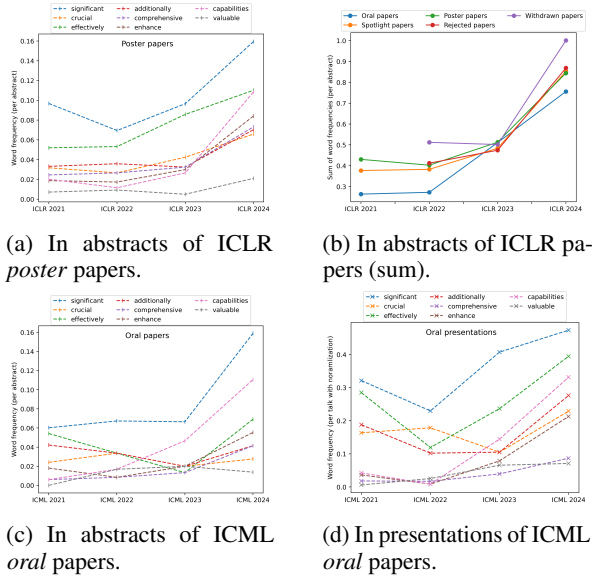 significant additionally capabilities
crucial comprehensive valuable
effectively enhance
Poster papers
Word frequency (per abstract)
0.16
0.14
0.12
0.10
0.08
0.06
0.04
0.02
0.00
ICLR 2021 ICLR 2022 ICLR 2023 ICLR 2024
(a) In abstracts of ICLR
poster papers.
Oral papers Poster papers Withdrawn papers
Spotlight papers Rejected papers
Sum of word frequencies (per abstract)
1.0
0.9
0.8
0.7
0.6
0.5
0.4
0.3
ICLR 2021 ICLR 2022 ICLR 2023 ICLR 2024
(b) In abstracts of ICLR pa-
pers (sum).
significant additionally capabilities
crucial comprehensive valuable
effectively enhance
Oral papers
Word frequency (per abstract)
0.16
0.14
0.12
0.10
0.08
0.06
0.04
0.02
0.00
ICML 2021 ICML 2022 ICML 2023 ICML 2024
(c) In abstracts of ICML
oral papers.
significant additionally capabilities
crucial comprehensive valuable
effectively enhance
Oral presentations
Word frequency (per talk with noramlization)
0.4
0.3
0.2
0.1
0.0
ICML 2021 ICML 2022 ICML 2023 ICML 2024
(d) In presentations of ICML
oral papers.